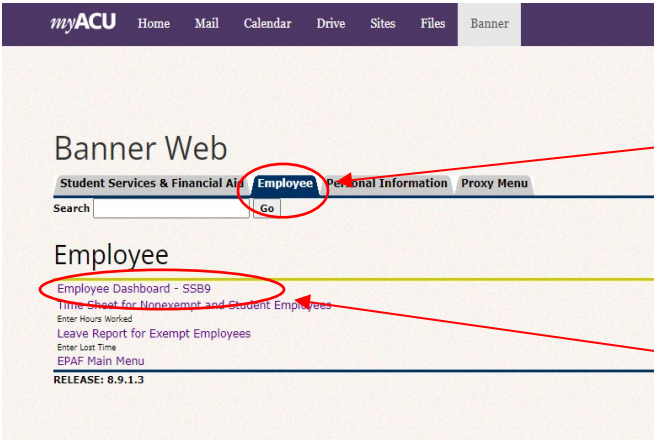 myACU Home Mail Calendar Drive Sites Files Banner
Banner Web
Student Services & Financial Aid Employee Personal Information Proxy Menu
Search Go
Employee
Employee Dashboard - SSB9
Time Sheet for Nonexempt and Student Employees
Enter Hours Worked
Leave Report for Exempt Employees
Enter Lost Time
EPAF Main Menu
RELEASE: 8.9.1.3